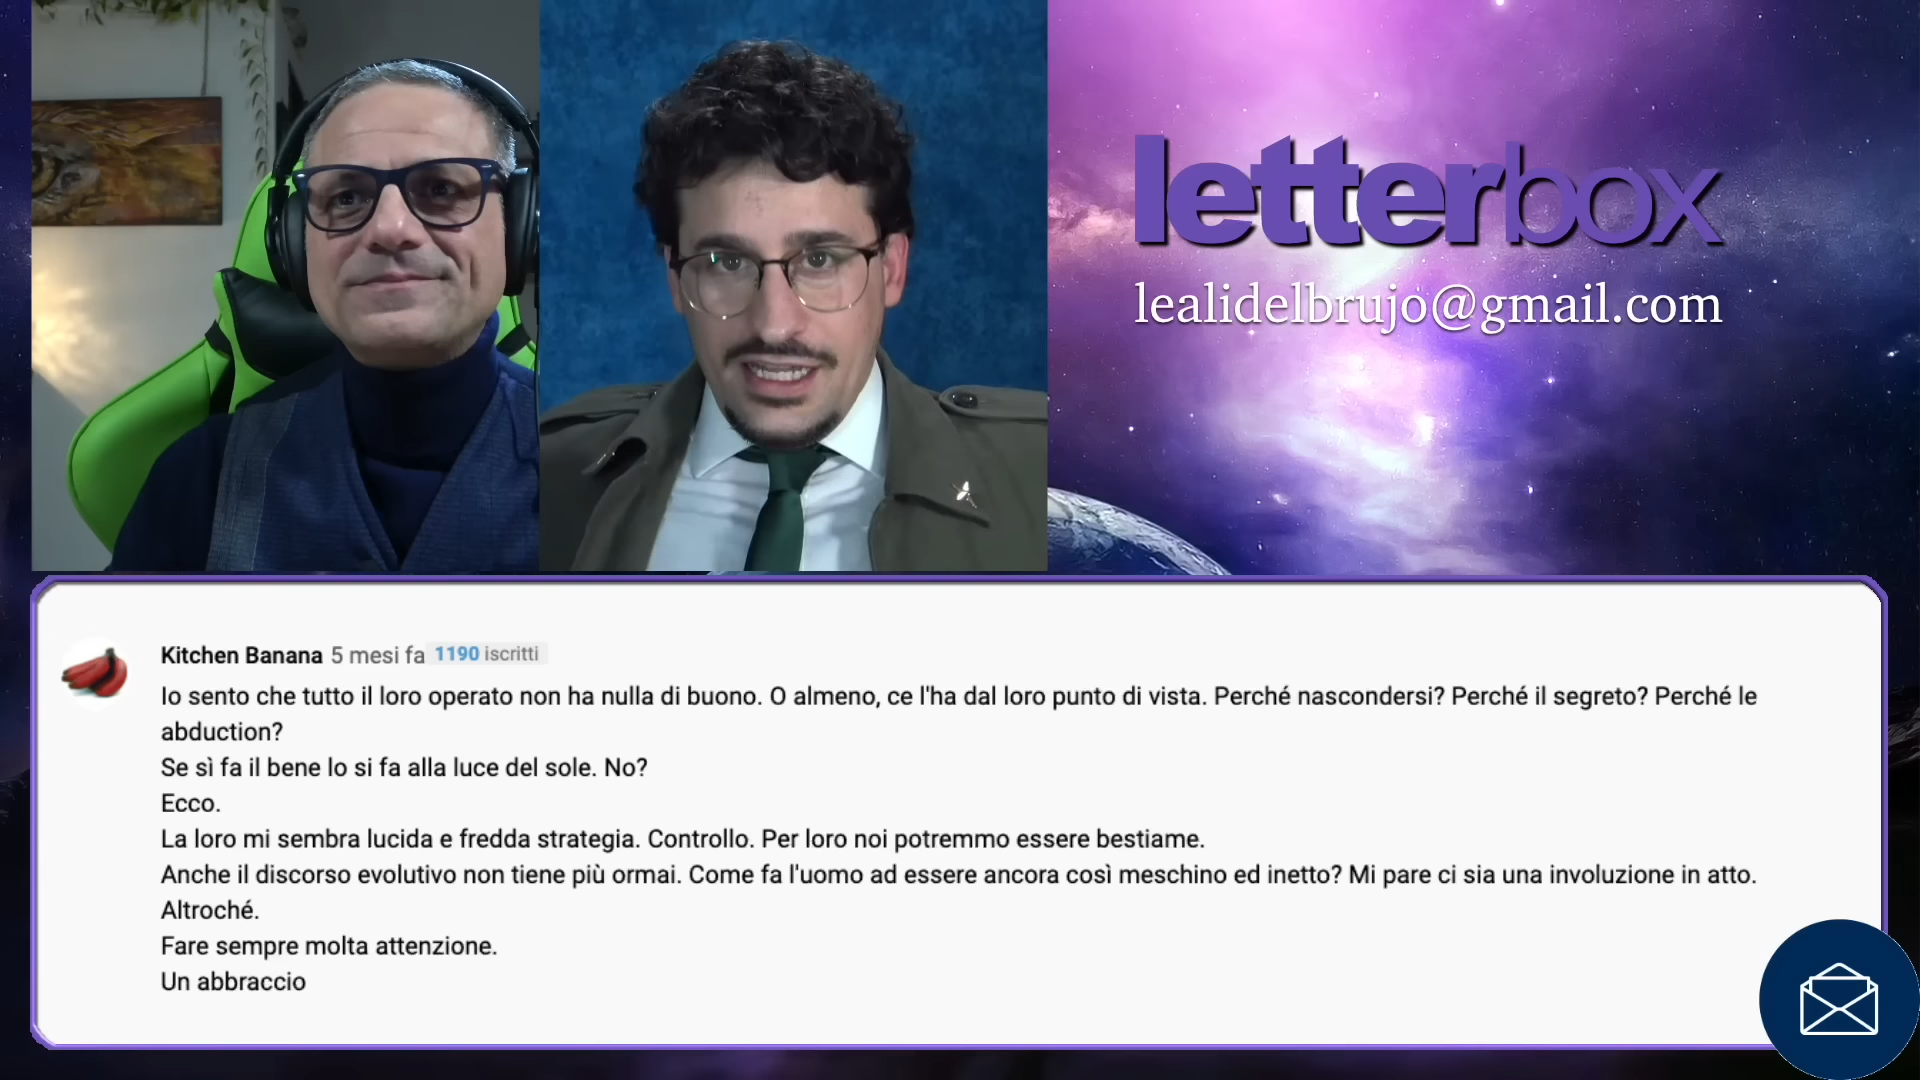 letterbox
lealidelbrujo@gmail.com
Kitchen Banana 5 mesi fa 1190 iscritti
Io sento che tutto il loro operato non ha nulla di buono. O almeno, ce l'ha dal loro punto di vista. Perché nascondersi? Perché il segreto? Perché le
abduction?
Se sì fa il bene lo si fa alla luce del sole. No?
Ecco.
La loro mi sembra lucida e fredda strategia. Controllo. Per loro noi potremmo essere bestiame.
Anche il discorso evolutivo non tiene più ormai. Come fa l'uomo ad essere ancora così meschino ed inetto? Mi pare ci sia una involuzione in atto.
Altroché.
Fare sempre molta attenzione.
Un abbraccio